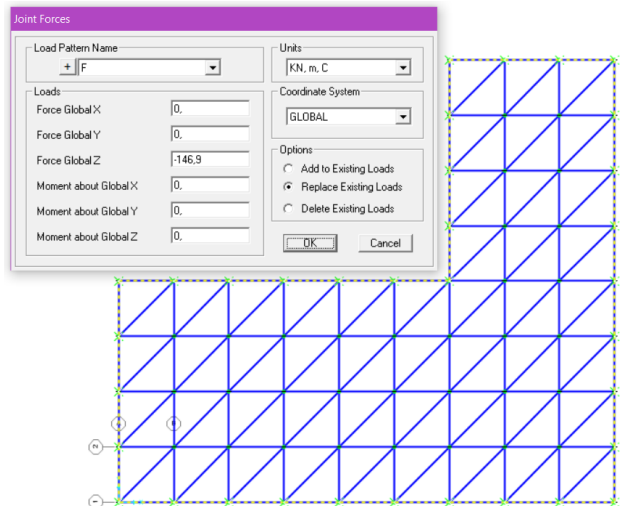 Joint Forces
Load Pattern Name
+ F
Units
KN, m, C
Loads
Force Global X 0,
Force Global Y 0,
Force Global Z -146,9
Moment about Global X 0,
Moment about Global Y 0,
Moment about Global Z 0,
Coordinate System
GLOBAL
Options
Add to Existing Loads
Replace Existing Loads
Delete Existing Loads
OK Cancel